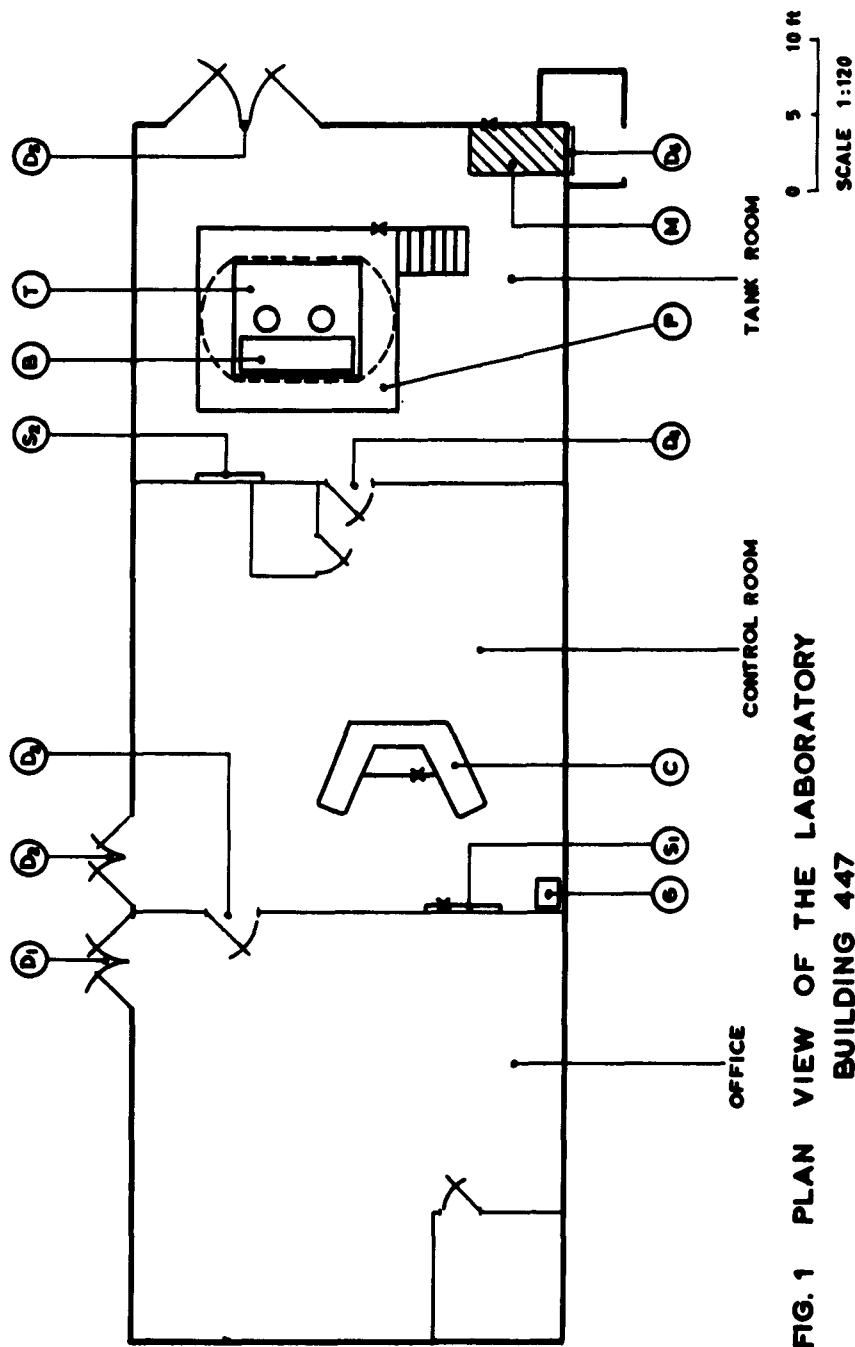 D1
D2
D3
S2
B
T
D5
G
S1
C
D4
P
M
D6
OFFICE
CONTROL ROOM
TANK ROOM
0 5 10 ft
SCALE 1:120
FIG. 1 PLAN VIEW OF THE LABORATORY
BUILDING 447